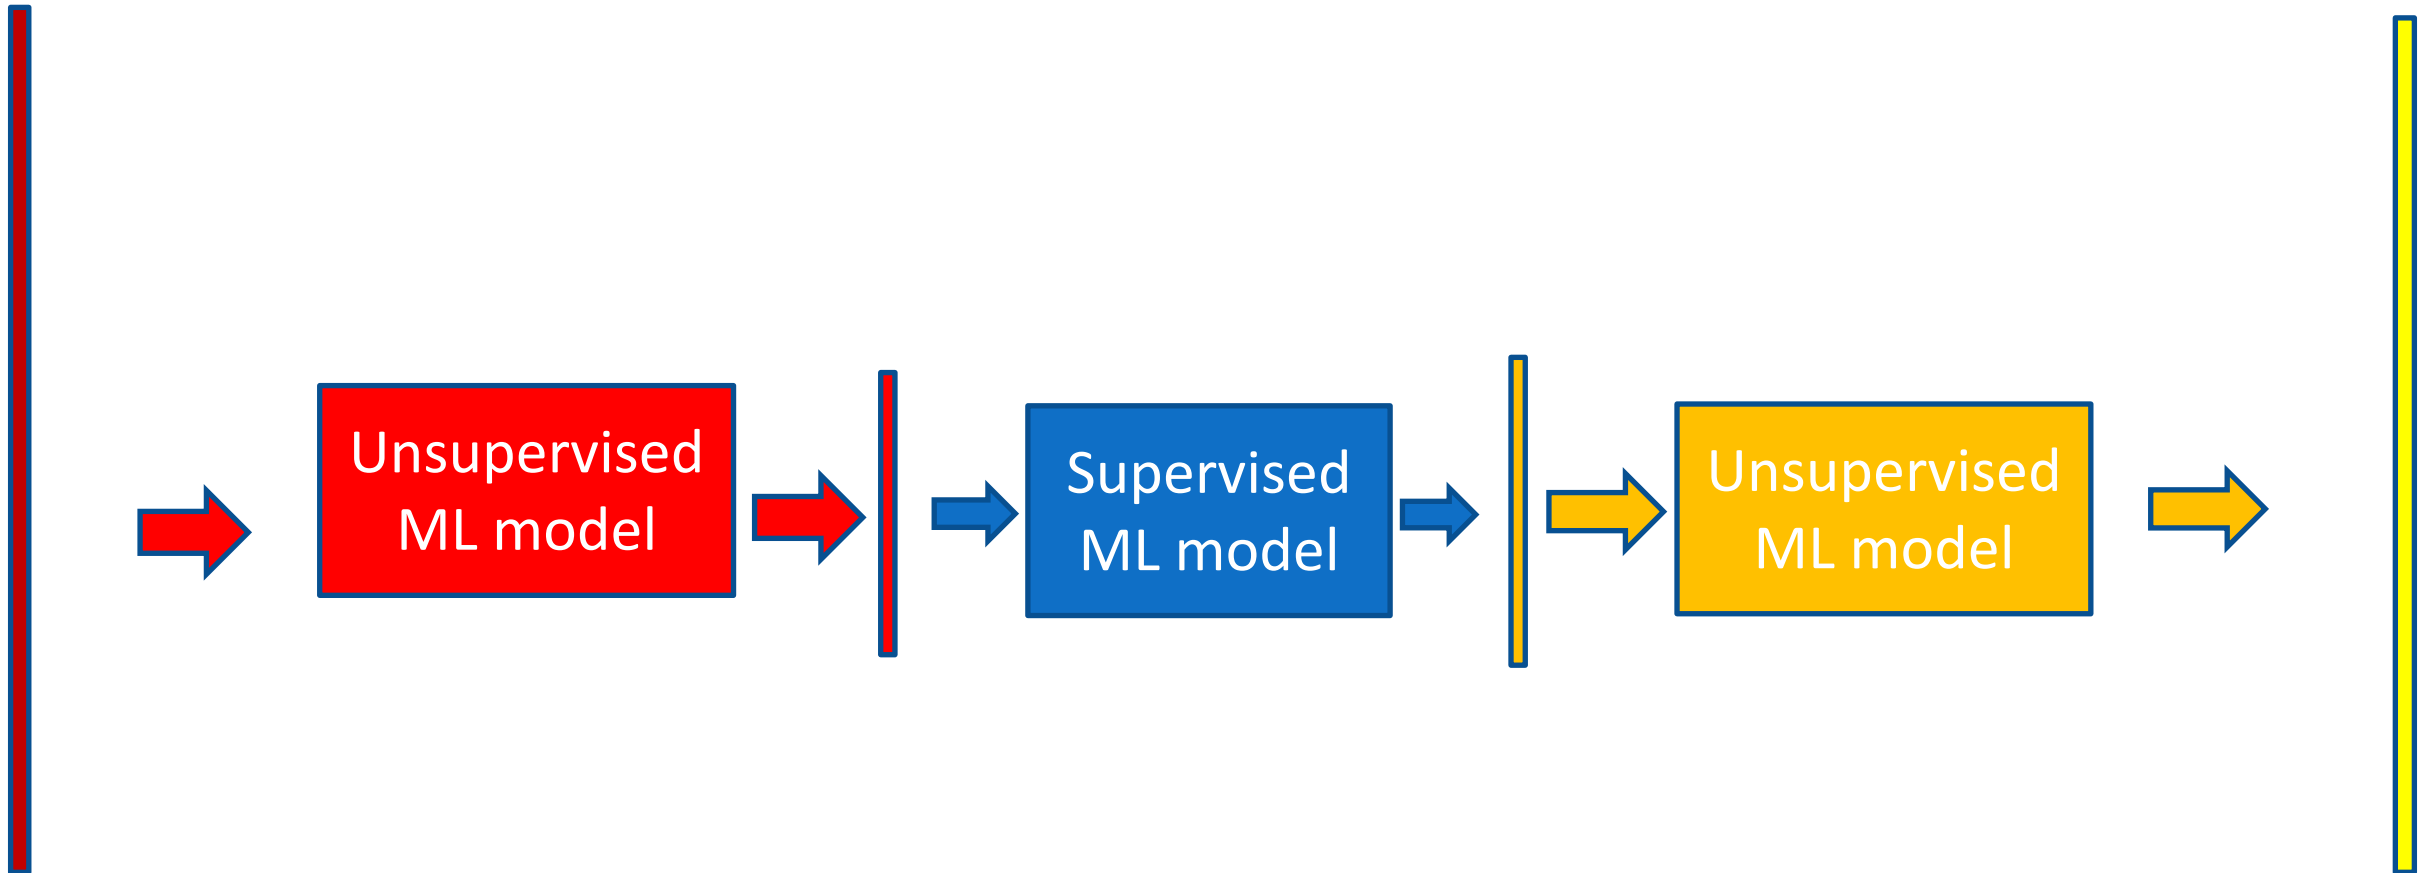 Unsupervised
ML model
Supervised
ML model
Unsupervised
ML model